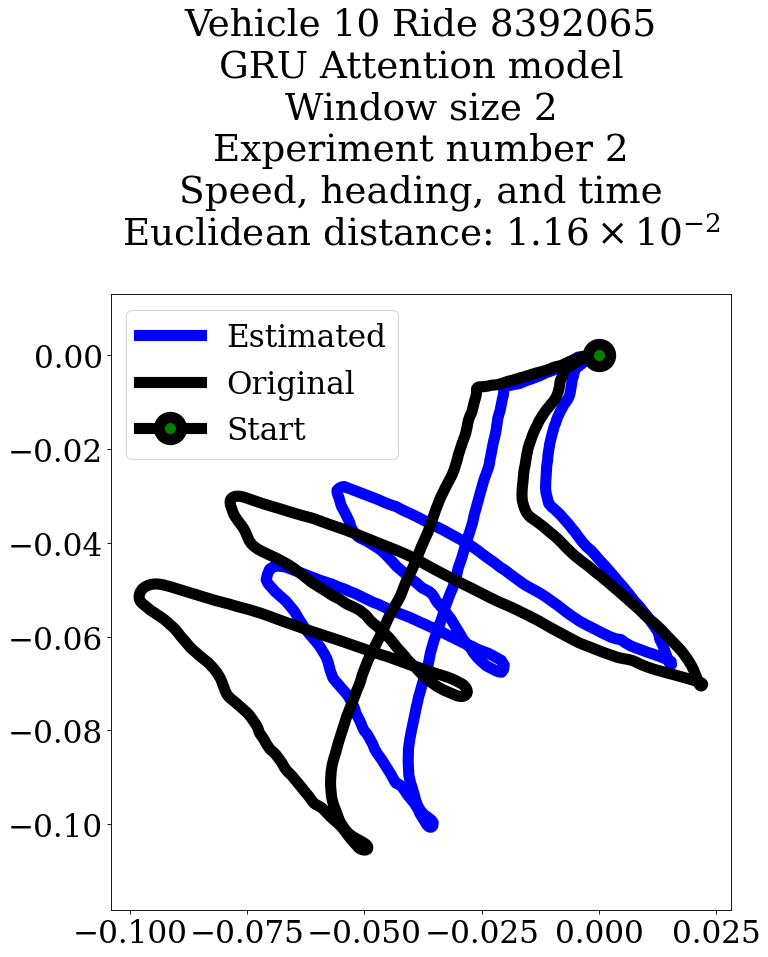 Vehicle 10 Ride 8392065
GRU Attention model
Window size 2
Experiment number 2
Speed, heading, and time
Euclidean distance: 1.16 × 10⁻²
Estimated
Original
Start
0.00
−0.02
−0.04
−0.06
−0.08
−0.10
−0.100 −0.075 −0.050 −0.025 0.000 0.025